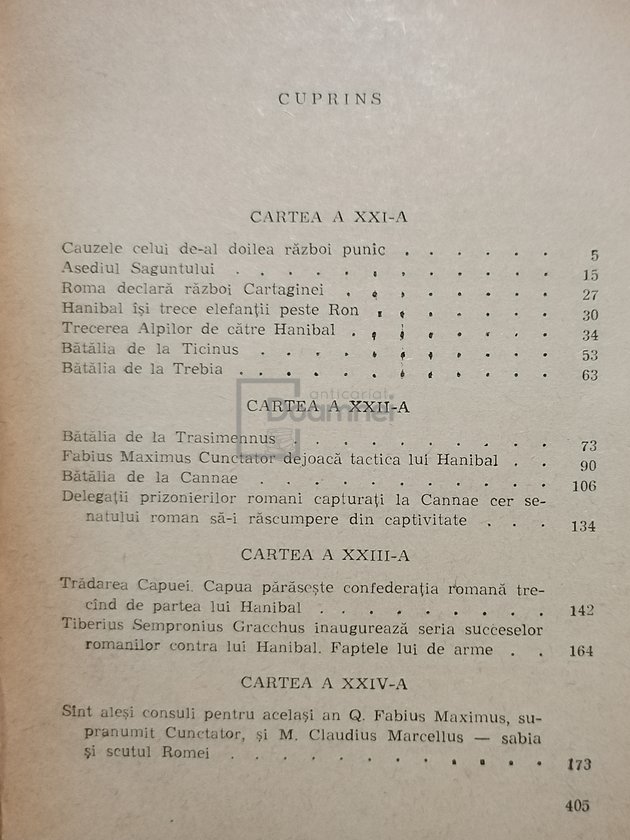 CUPRINS
CARTEA A XXI-A
Cauzele celui de-al doilea război punic . . . . . . 5
Asediul Saguntului . . . . . . . . . . 15
Roma declară război Cartaginei . . . . . . . . 27
Hanibal își trece elefanții peste Ron . . . . . . . 30
Trecerea Alpilor de către Hanibal . . . . . . . . 34
Bătălia de la Ticinus . . . . . . . . . . 53
Bătălia de la Trebia . . . . . . . . . . . 63
anticariat
Doamnei
CARTEA A XXII-A
Bătălia de la Trasimennus . . . . . . . . . 73
Fabius Maximus Cunctator dejoacă tactica lui Hanibal . . 90
Bătălia de la Cannae . . . . . . . . . . 106
Delegații prizonierilor romani capturați la Cannae cer se-
natului roman să-i răscumpere din captivitate . . . 134
CARTEA A XXIII-A
Trădarea Capuei. Capua părăsește confederația romană tre-
cînd de partea lui Hanibal . . . . . . . . . 142
Tiberius Sempronius Gracchus inaugurează seria succeselor
romanilor contra lui Hanibal. Faptele lui de arme . . 164
CARTEA A XXIV-A
Sînt aleși consuli pentru același an Q. Fabius Maximus, su-
pranumit Cunctator, și M. Claudius Marcellus — sabia
și scutul Romei . . . . . . . . . . . . 173
405